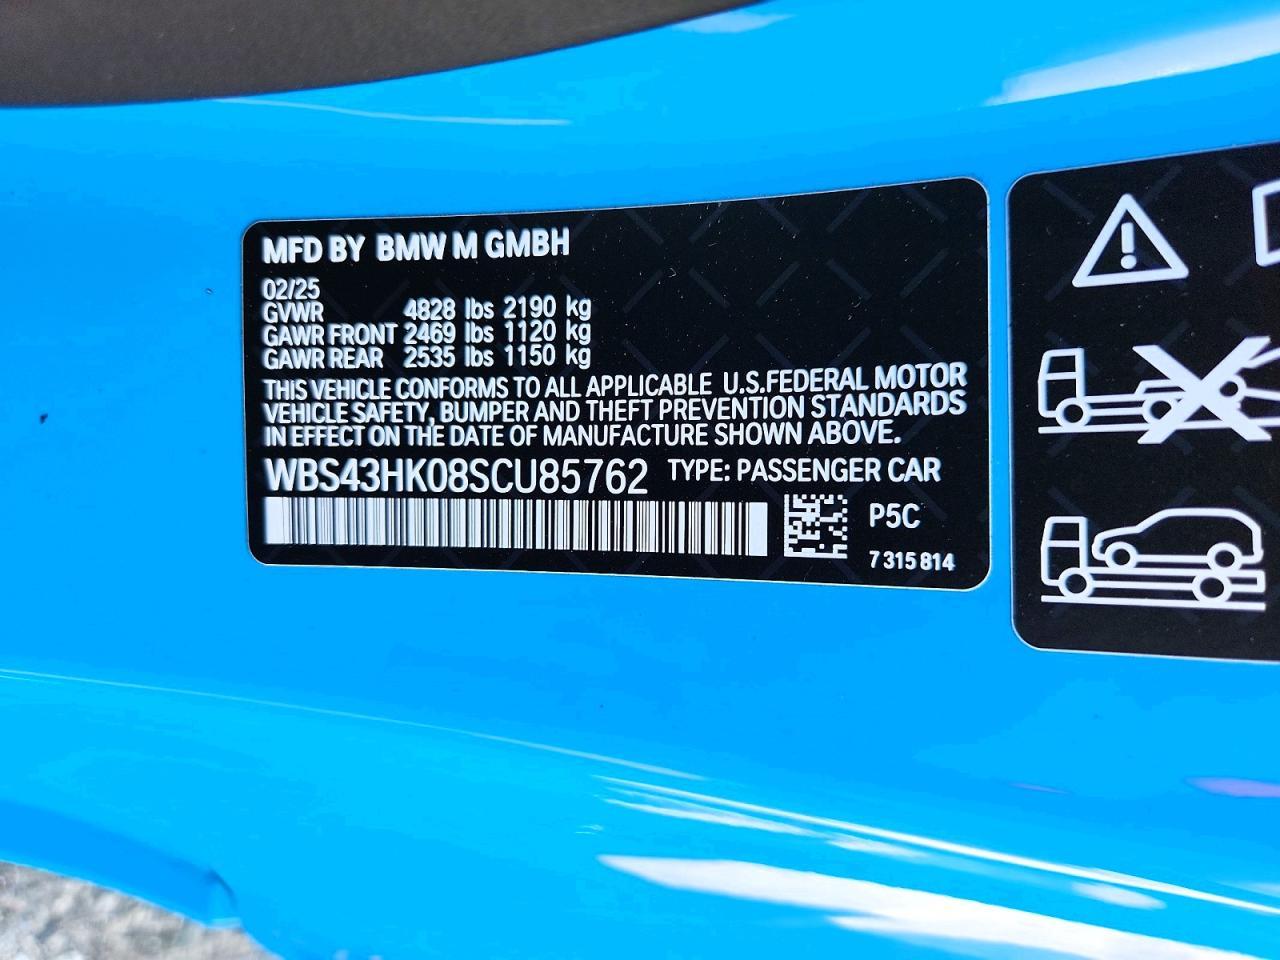 MFD BY BMW M GMBH
02/25
GVWR 4828 lbs 2190 kg
GAWR FRONT 2469 lbs 1120 kg
GAWR REAR 2535 lbs 1150 kg
THIS VEHICLE CONFORMS TO ALL APPLICABLE U.S.FEDERAL MOTOR
VEHICLE SAFETY, BUMPER AND THEFT PREVENTION STANDARDS
IN EFFECT ON THE DATE OF MANUFACTURE SHOWN ABOVE.
WBS43HK08SCU85762 TYPE: PASSENGER CAR
P5C
7 315 814